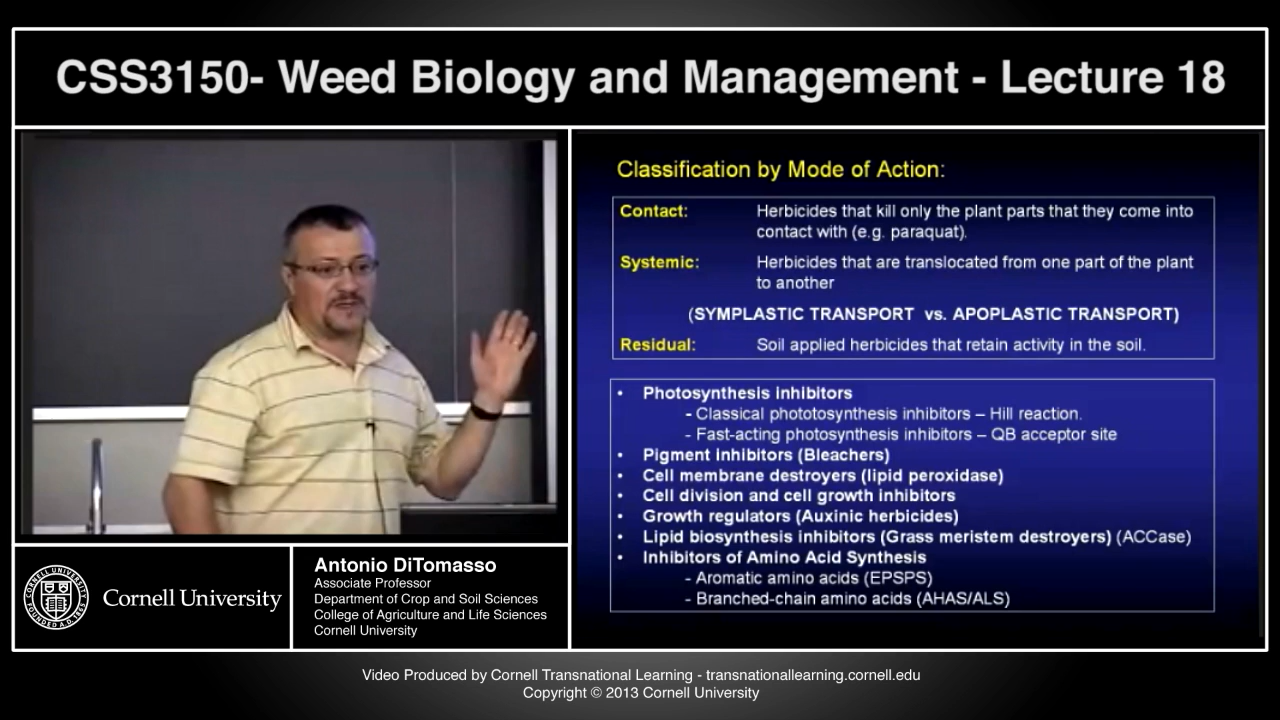 CSS3150- Weed Biology and Management - Lecture 18
Classification by Mode of Action:
Contact: Herbicides that kill only the plant parts that they come into
contact with (e.g. paraquat).
Systemic: Herbicides that are translocated from one part of the plant
to another
(SYMPLASTIC TRANSPORT vs. APOPLASTIC TRANSPORT)
Residual: Soil applied herbicides that retain activity in the soil.
• Photosynthesis inhibitors
- Classical phototosynthesis inhibitors – Hill reaction.
- Fast-acting photosynthesis inhibitors – QB acceptor site
• Pigment inhibitors (Bleachers)
• Cell membrane destroyers (lipid peroxidase)
• Cell division and cell growth inhibitors
• Growth regulators (Auxinic herbicides)
• Lipid biosynthesis inhibitors (Grass meristem destroyers) (ACCase)
• Inhibitors of Amino Acid Synthesis
- Aromatic amino acids (EPSPS)
- Branched-chain amino acids (AHAS/ALS)
Cornell University
Antonio DiTomasso
Associate Professor
Department of Crop and Soil Sciences
College of Agriculture and Life Sciences
Cornell University
Video Produced by Cornell Transnational Learning - transnationallearning.cornell.edu
Copyright © 2013 Cornell University